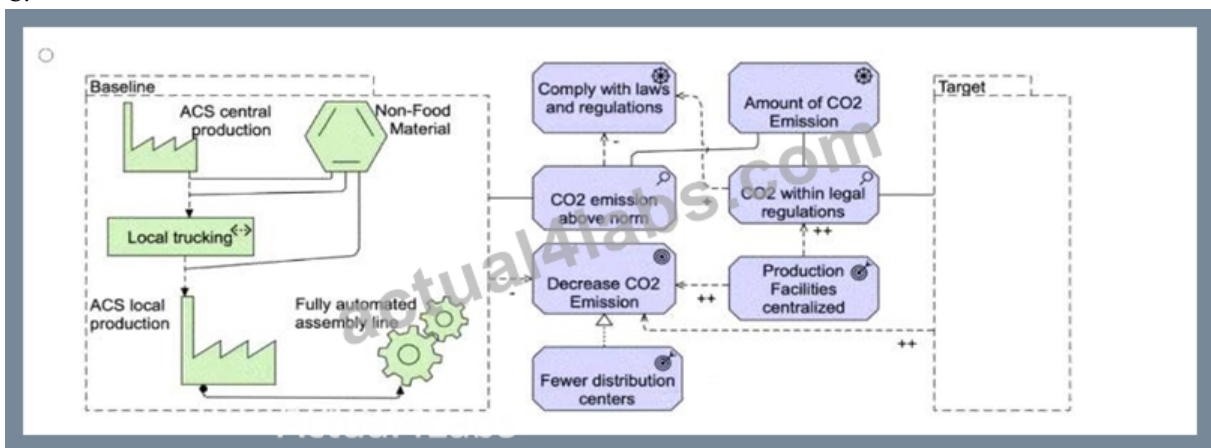 Baseline
ACS central
production
Non-Food
Material
Local trucking
ACS local
production
Fully automated
assembly line
Comply with laws
and regulations
Amount of CO2
Emission
-
CO2 emission
above norm
+
CO2 within legal
regulations
++
Decrease CO2
Emission
-
++
Production
Facilities
centralized
++
Fewer distribution
centers
Target
actual4labs.com